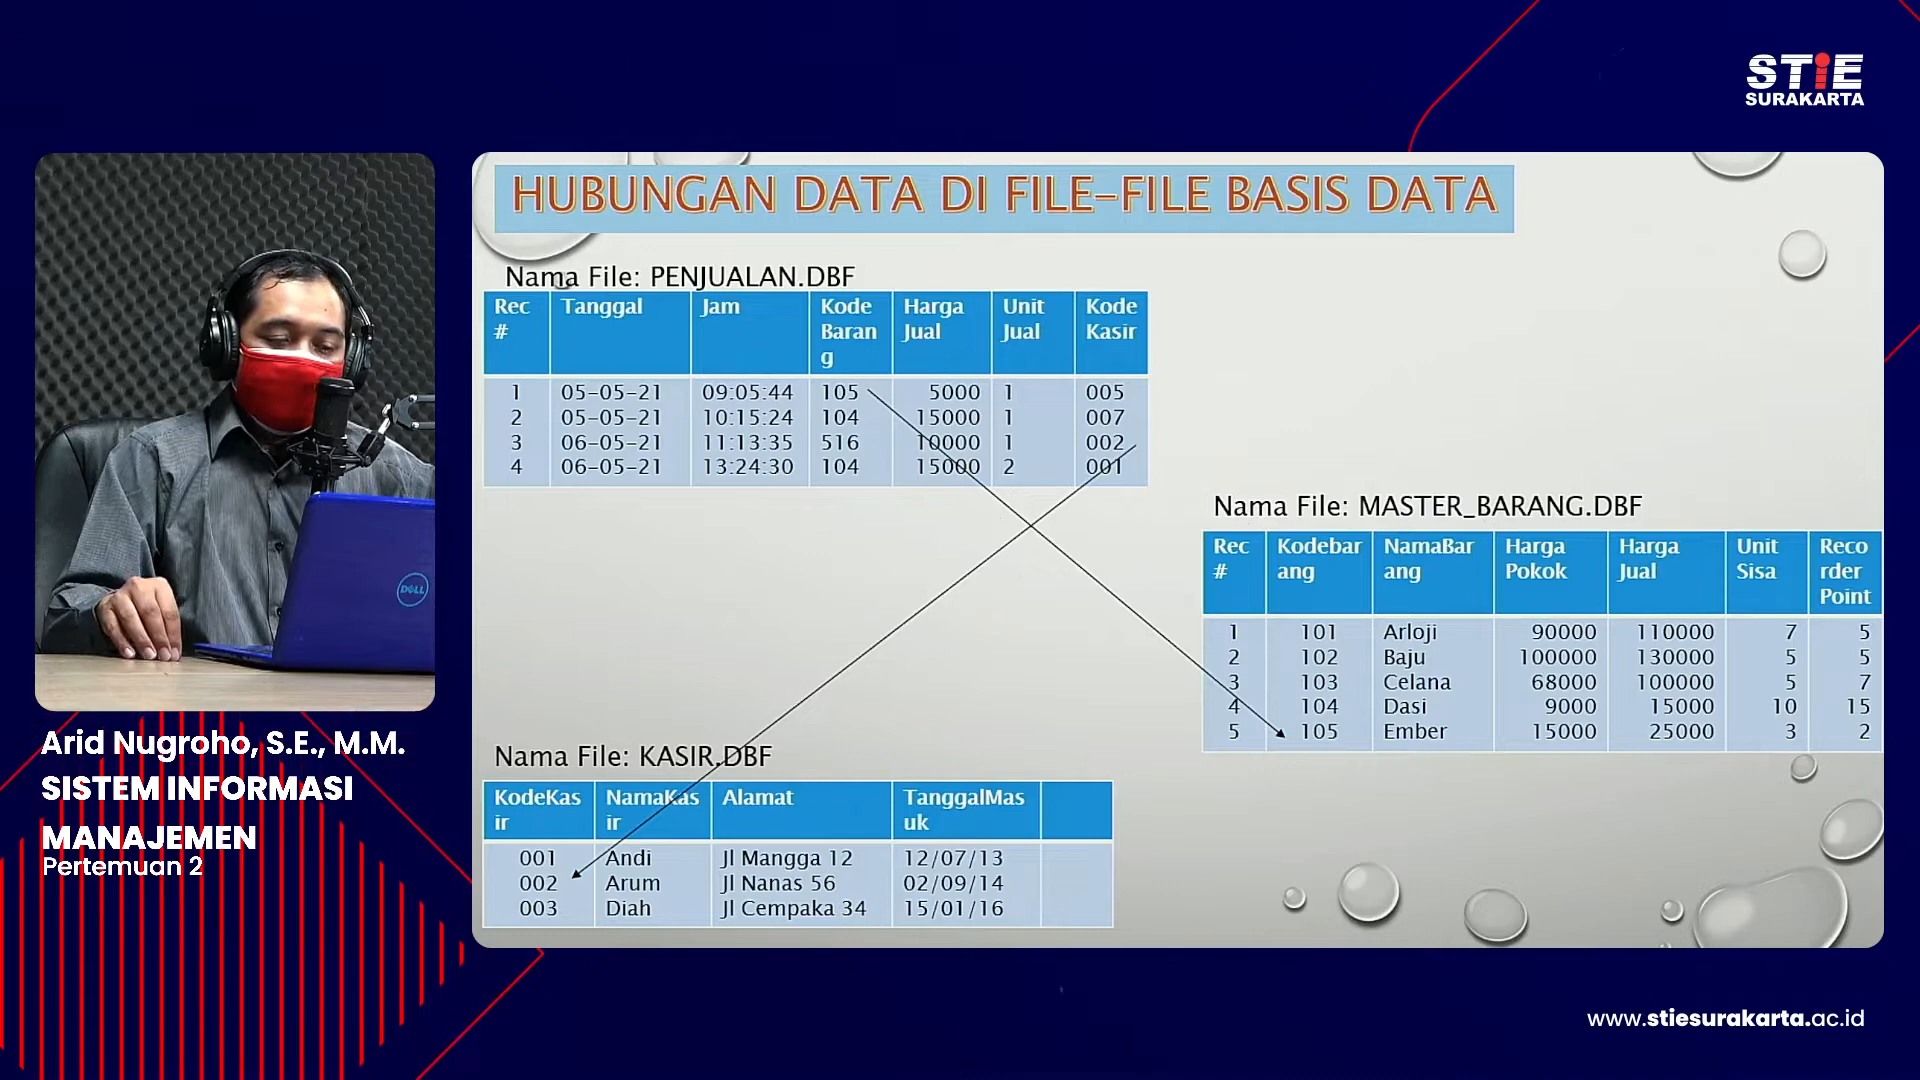 STiE
SURAKARTA
HUBUNGAN DATA DI FILE-FILE BASIS DATA
Nama File: PENJUALAN.DBF
Rec # Tanggal Jam Kode Barang Harga Jual Unit Jual Kode Kasir
1 05-05-21 09:05:44 105 5000 1 005
2 05-05-21 10:15:24 104 15000 1 007
3 06-05-21 11:13:35 516 10000 1 002
4 06-05-21 13:24:30 104 15000 2 001
Nama File: MASTER_BARANG.DBF
Rec # Kodebarang NamaBarang Harga Pokok Harga Jual Unit Sisa Recorder Point
1 101 Arloji 90000 110000 7 5
2 102 Baju 100000 130000 5 5
3 103 Celana 68000 100000 5 7
4 104 Dasi 9000 15000 10 15
5 105 Ember 15000 25000 3 2
Nama File: KASIR.DBF
KodeKasir NamaKasir Alamat TanggalMasuk
001 Andi Jl Mangga 12 12/07/13
002 Arum Jl Nanas 56 02/09/14
003 Diah Jl Cempaka 34 15/01/16
DELL
Arid Nugroho, S.E., M.M.
SISTEM INFORMASI
MANAJEMEN
Pertemuan 2
www.stiesurakarta.ac.id